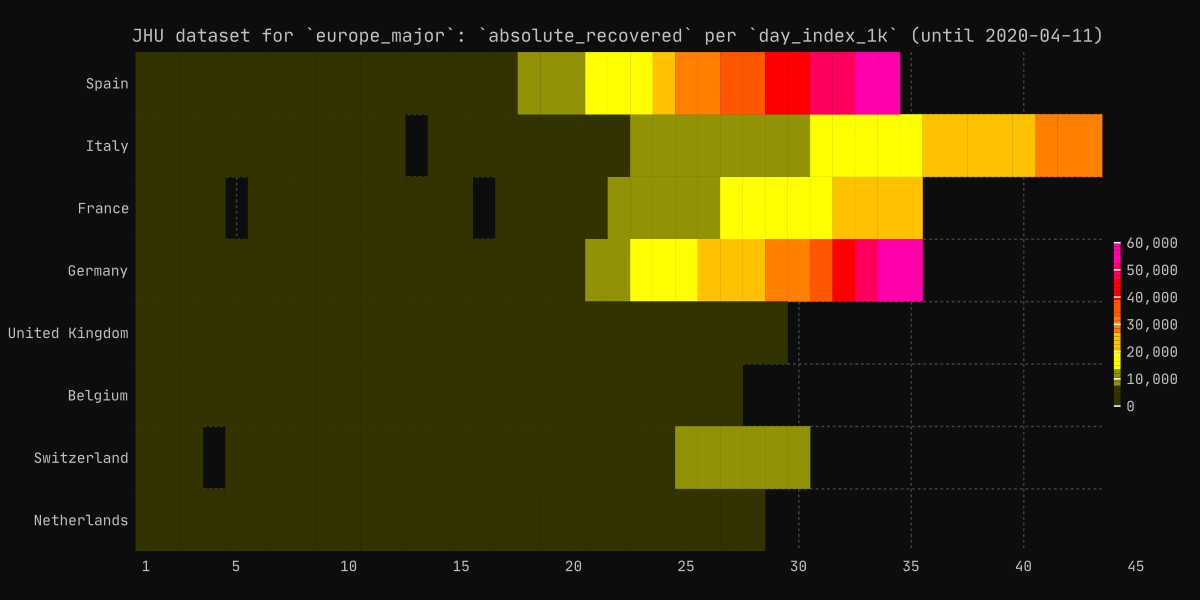 JHU dataset for `europe_major`: `absolute_recovered` per `day_index_1k` (until 2020-04-11)
Spain
Italy
France
Germany
United Kingdom
Belgium
Switzerland
Netherlands
60,000
50,000
40,000
30,000
20,000
10,000
0
1 5 10 15 20 25 30 35 40 45